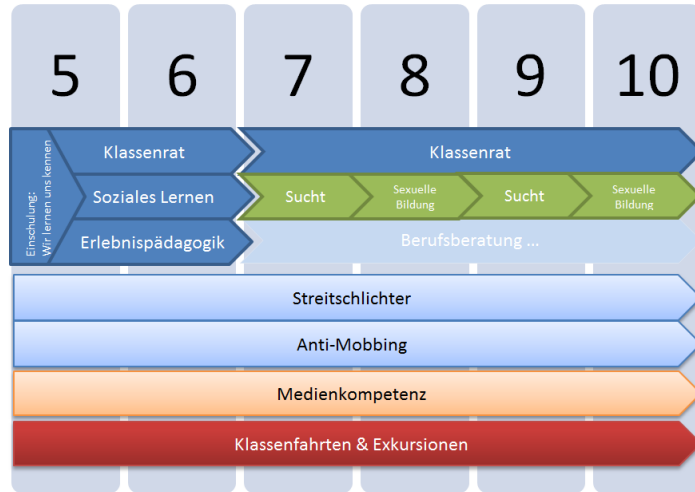 5 6 7 8 9 10
Einschulung:
Wir lernen uns kennen
Klassenrat
Klassenrat
Soziales Lernen
Sucht
Sexuelle
Bildung
Sucht
Sexuelle
Bildung
Erlebnispädagogik
Berufsberatung ...
Streitschlichter
Anti-Mobbing
Medienkompetenz
Klassenfahrten & Exkursionen